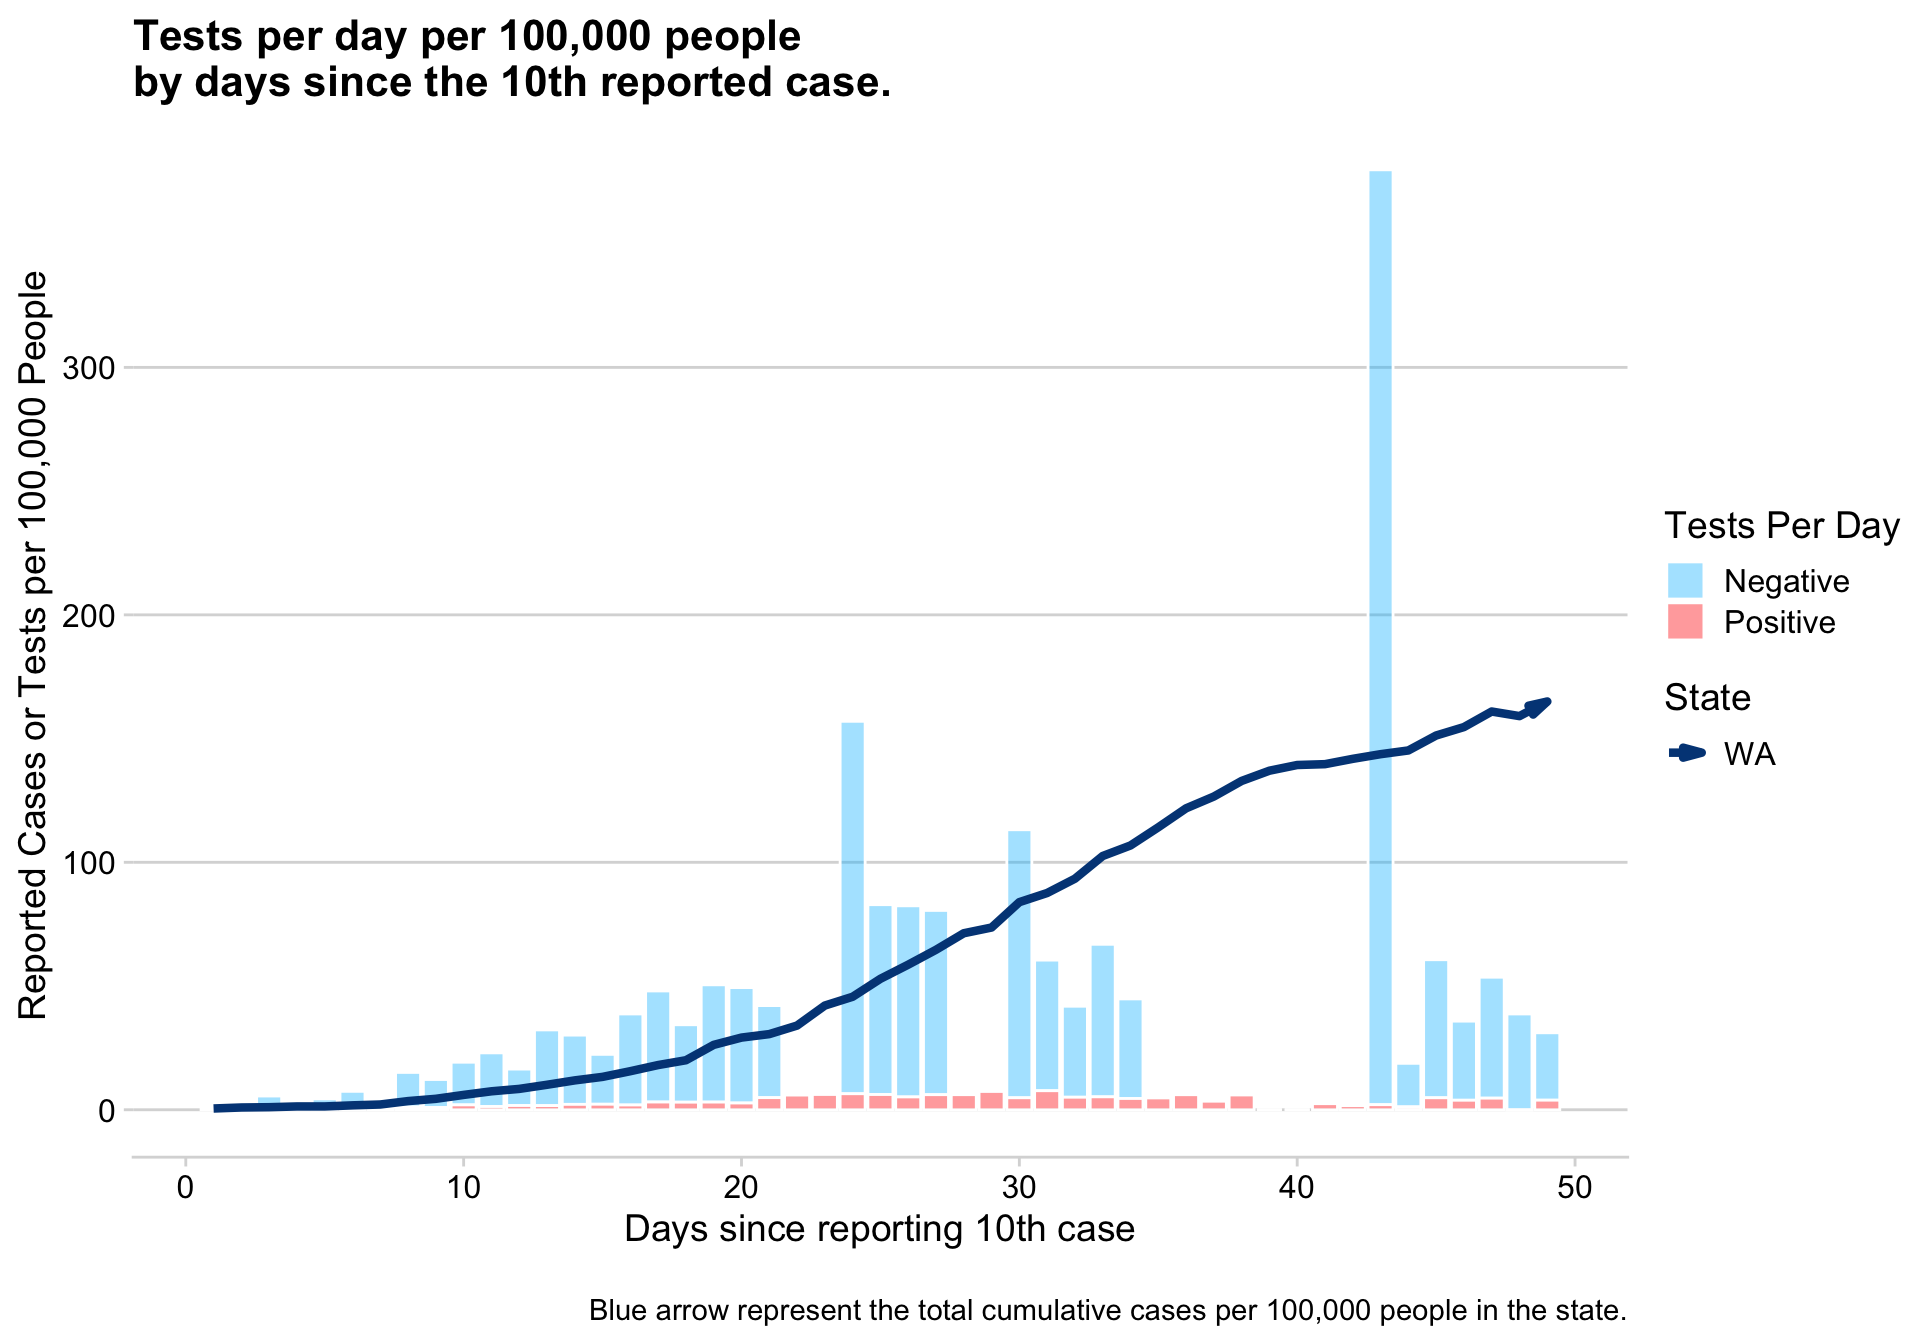 Tests per day per 100,000 people
by days since the 10th reported case.
Reported Cases or Tests per 100,000 People
300
200
100
0
0 10 20 30 40 50
Days since reporting 10th case
Tests Per Day
Negative
Positive
State
WA
Blue arrow represent the total cumulative cases per 100,000 people in the state.